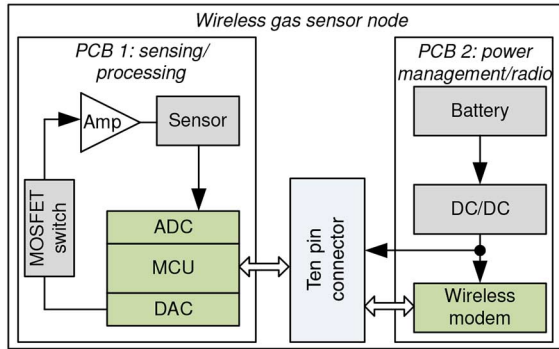 Wireless gas sensor node
PCB 1: sensing/
processing
Amp
Sensor
MOSFET
switch
ADC
MCU
DAC
Ten pin
connector
PCB 2: power
management/radio
Battery
DC/DC
Wireless
modem